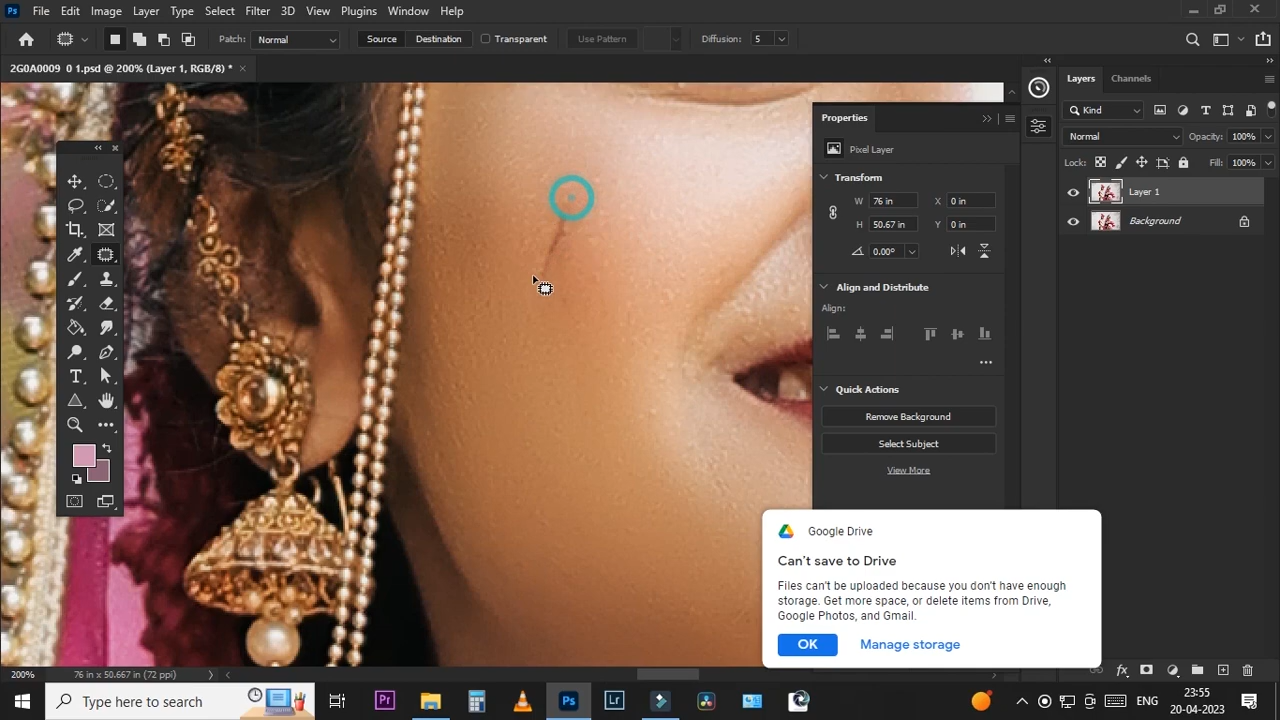 Ps File Edit Image Layer Type Select Filter 3D View Plugins Window Help
Patch: Normal Source Destination Transparent Use Pattern Diffusion: 5
2G0A0009 0 1.psd @ 200% (Layer 1, RGB/8) * ×
Properties
Pixel Layer
Transform
W 76 in X 0 in
H 50.67 in Y 0 in
0.00°
Align and Distribute
Align:
Quick Actions
Remove Background
Select Subject
View More
Layers Channels
Kind
Normal Opacity: 100%
Lock: Fill: 100%
Layer 1
Background
Google Drive
Can't save to Drive
Files can't be uploaded because you don't have enough
storage. Get more space, or delete items from Drive,
Google Photos, and Gmail.
OK Manage storage
200% 76 in x 50.667 in (72 ppi)
Type here to search
Pr Ps Lr
ENG
23:55
20-04-2023